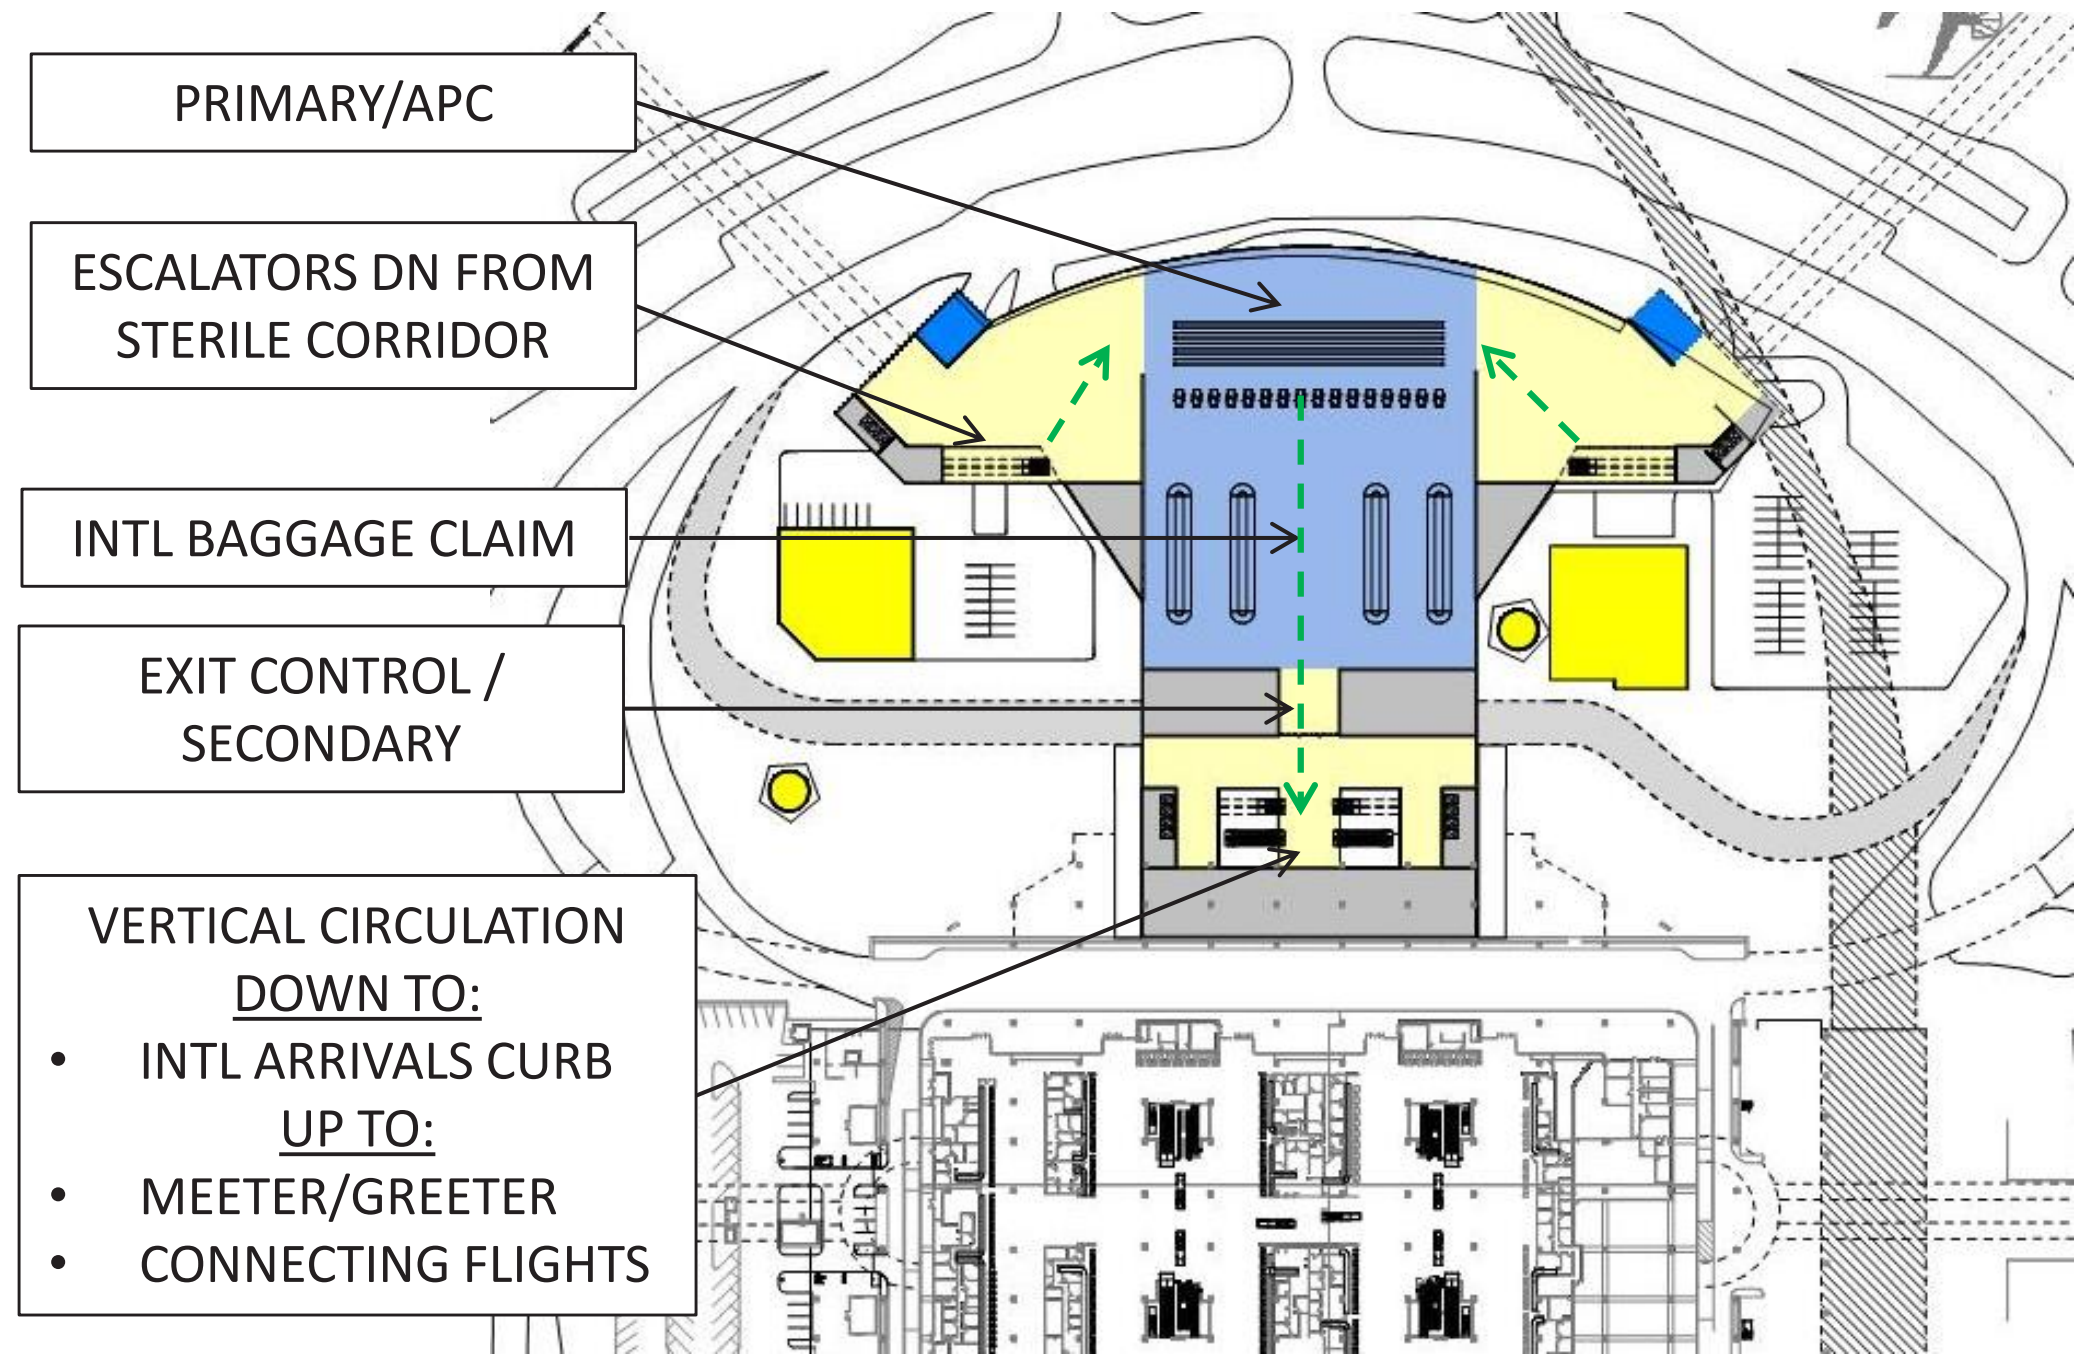 PRIMARY/APC
ESCALATORS DN FROM
STERILE CORRIDOR
INTL BAGGAGE CLAIM
EXIT CONTROL /
SECONDARY
VERTICAL CIRCULATION
DOWN TO:
• INTL ARRIVALS CURB
UP TO:
• MEETER/GREETER
• CONNECTING FLIGHTS